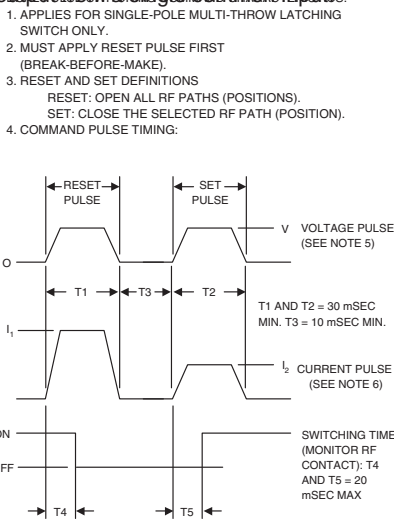 1. APPLIES FOR SINGLE-POLE MULTI-THROW LATCHING
SWITCH ONLY.
2. MUST APPLY RESET PULSE FIRST
(BREAK-BEFORE-MAKE).
3. RESET AND SET DEFINITIONS
RESET: OPEN ALL RF PATHS (POSITIONS).
SET: CLOSE THE SELECTED RF PATH (POSITION).
4. COMMAND PULSE TIMING:
RESET
PULSE
SET
PULSE
V VOLTAGE PULSE
(SEE NOTE 5)
O
T1 T3 T2
T1 AND T2 = 30 mSEC
MIN. T3 = 10 mSEC MIN.
I₁
I₂ CURRENT PULSE
(SEE NOTE 6)
ON
FF
SWITCHING TIME
(MONITOR RF
CONTACT): T4
AND T5 = 20
mSEC MAX
T4 T5